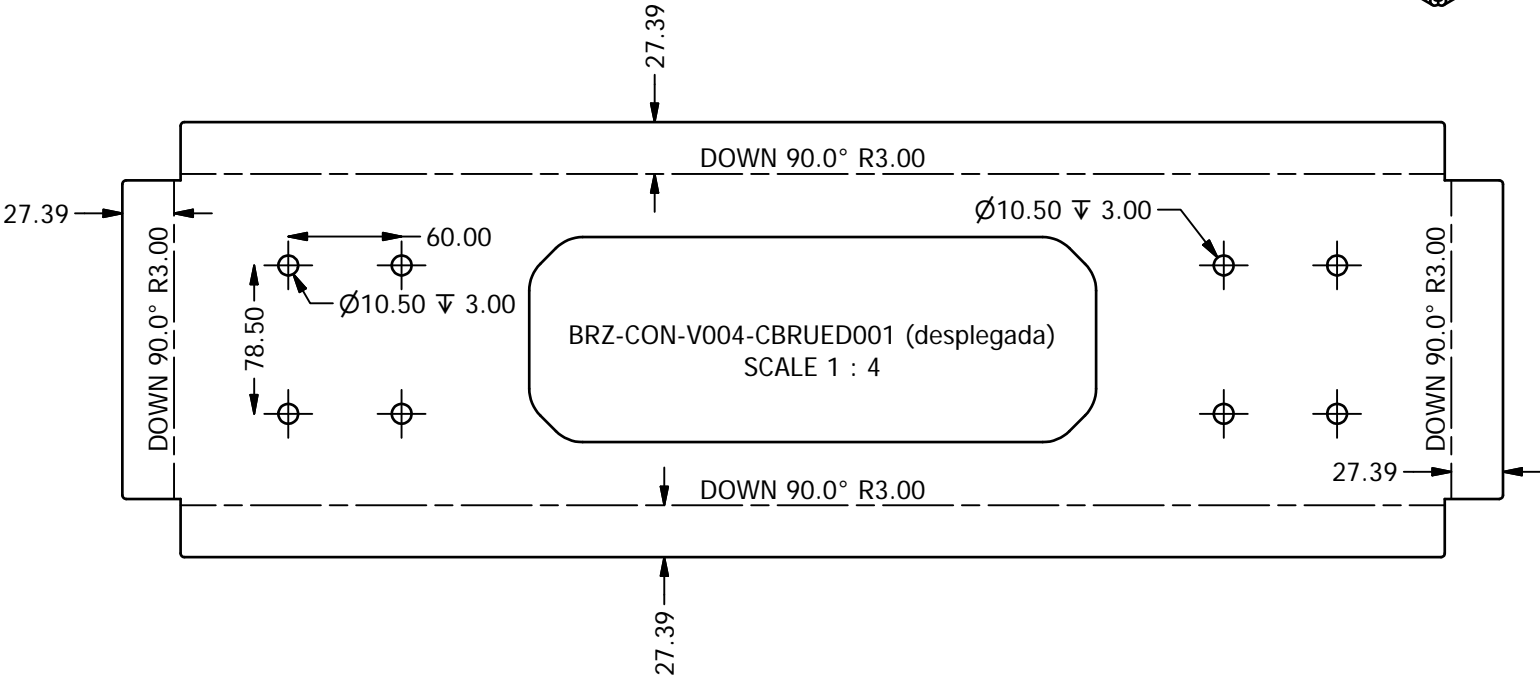 27.39
DOWN 90.0° R3.00
27.39
Ø10.50 ↧ 3.00
60.00
DOWN 90.0° R3.00
DOWN 90.0° R3.00
Ø10.50 ↧ 3.00
78.50
BRZ-CON-V004-CBRUED001 (desplegada)
SCALE 1 : 4
27.39
DOWN 90.0° R3.00
27.39